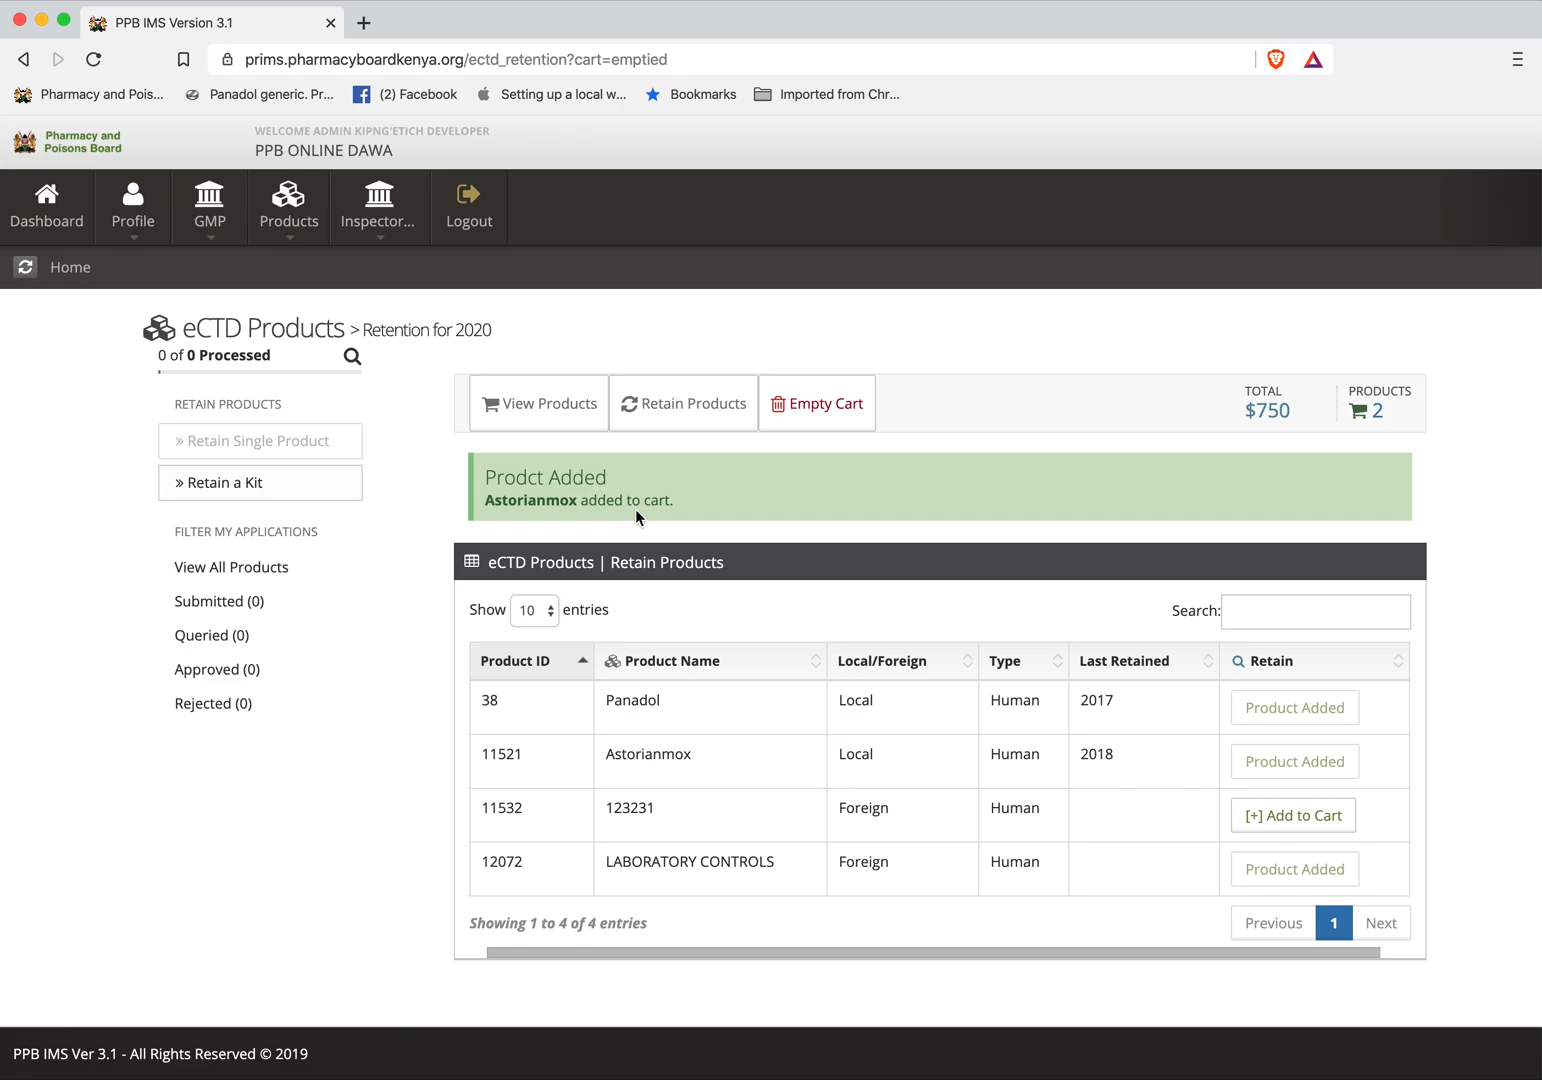 PPB IMS Version 3.1
prims.pharmacyboardkenya.org/ectd_retention?cart=emptied
Pharmacy and Pois...
Panadol generic. Pr...
(2) Facebook
Setting up a local w...
Bookmarks
Imported from Chr...
Pharmacy and
Poisons Board
WELCOME ADMIN KIPNG'ETICH DEVELOPER
PPB ONLINE DAWA
Dashboard
Profile
GMP
Products
Inspector...
Logout
Home
eCTD Products > Retention for 2020
0 of 0 Processed
RETAIN PRODUCTS
» Retain Single Product
» Retain a Kit
FILTER MY APPLICATIONS
View All Products
Submitted (0)
Queried (0)
Approved (0)
Rejected (0)
View Products
Retain Products
Empty Cart
TOTAL
$750
PRODUCTS
2
Prodct Added
Astorianmox added to cart.
eCTD Products | Retain Products
Show 10 entries
Search:
Product ID Product Name Local/Foreign Type Last Retained Retain
38 Panadol Local Human 2017 Product Added
11521 Astorianmox Local Human 2018 Product Added
11532 123231 Foreign Human [+] Add to Cart
12072 LABORATORY CONTROLS Foreign Human Product Added
Showing 1 to 4 of 4 entries
Previous 1 Next
PPB IMS Ver 3.1 - All Rights Reserved © 2019